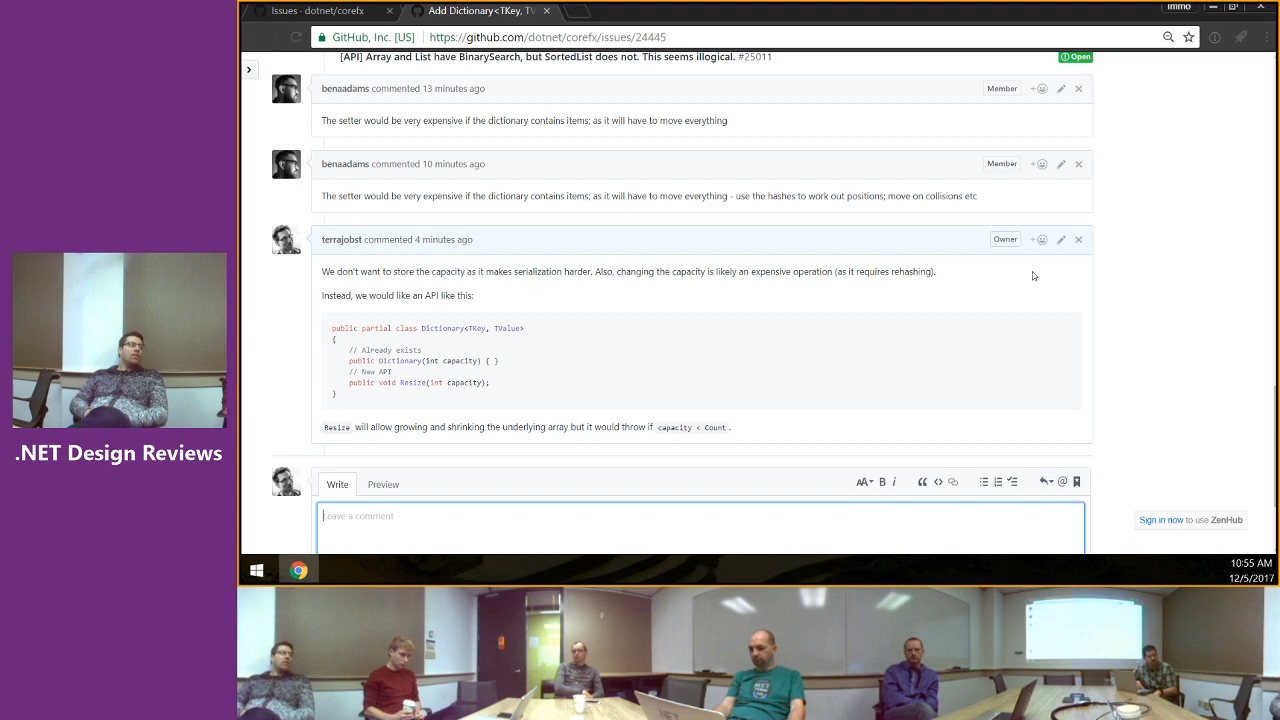 Issues - dotnet/corefx
Add Dictionary<TKey, TV
Immo
GitHub, Inc. [US]
https://github.com/dotnet/corefx/issues/24445
[API] Array and List have BinarySearch, but SortedList does not. This seems illogical. #25011
Open
benaadams commented 13 minutes ago
Member
The setter would be very expensive if the dictionary contains items; as it will have to move everything
benaadams commented 10 minutes ago
Member
The setter would be very expensive if the dictionary contains items; as it will have to move everything - use the hashes to work out positions; move on collisions etc
terrajobst commented 4 minutes ago
Owner
We don't want to store the capacity as it makes serialization harder. Also, changing the capacity is likely an expensive operation (as it requires rehashing).
Instead, we would like an API like this:
public partial class Dictionary<TKey, TValue>
{
// Already exists
public Dictionary(int capacity) { }
// New API
public void Resize(int capacity);
}
Resize will allow growing and shrinking the underlying array but it would throw if capacity < Count.
Write
Preview
AA
B
i
Leave a comment
Sign in now to use ZenHub
10:55 AM
12/5/2017
.NET Design Reviews
.NET